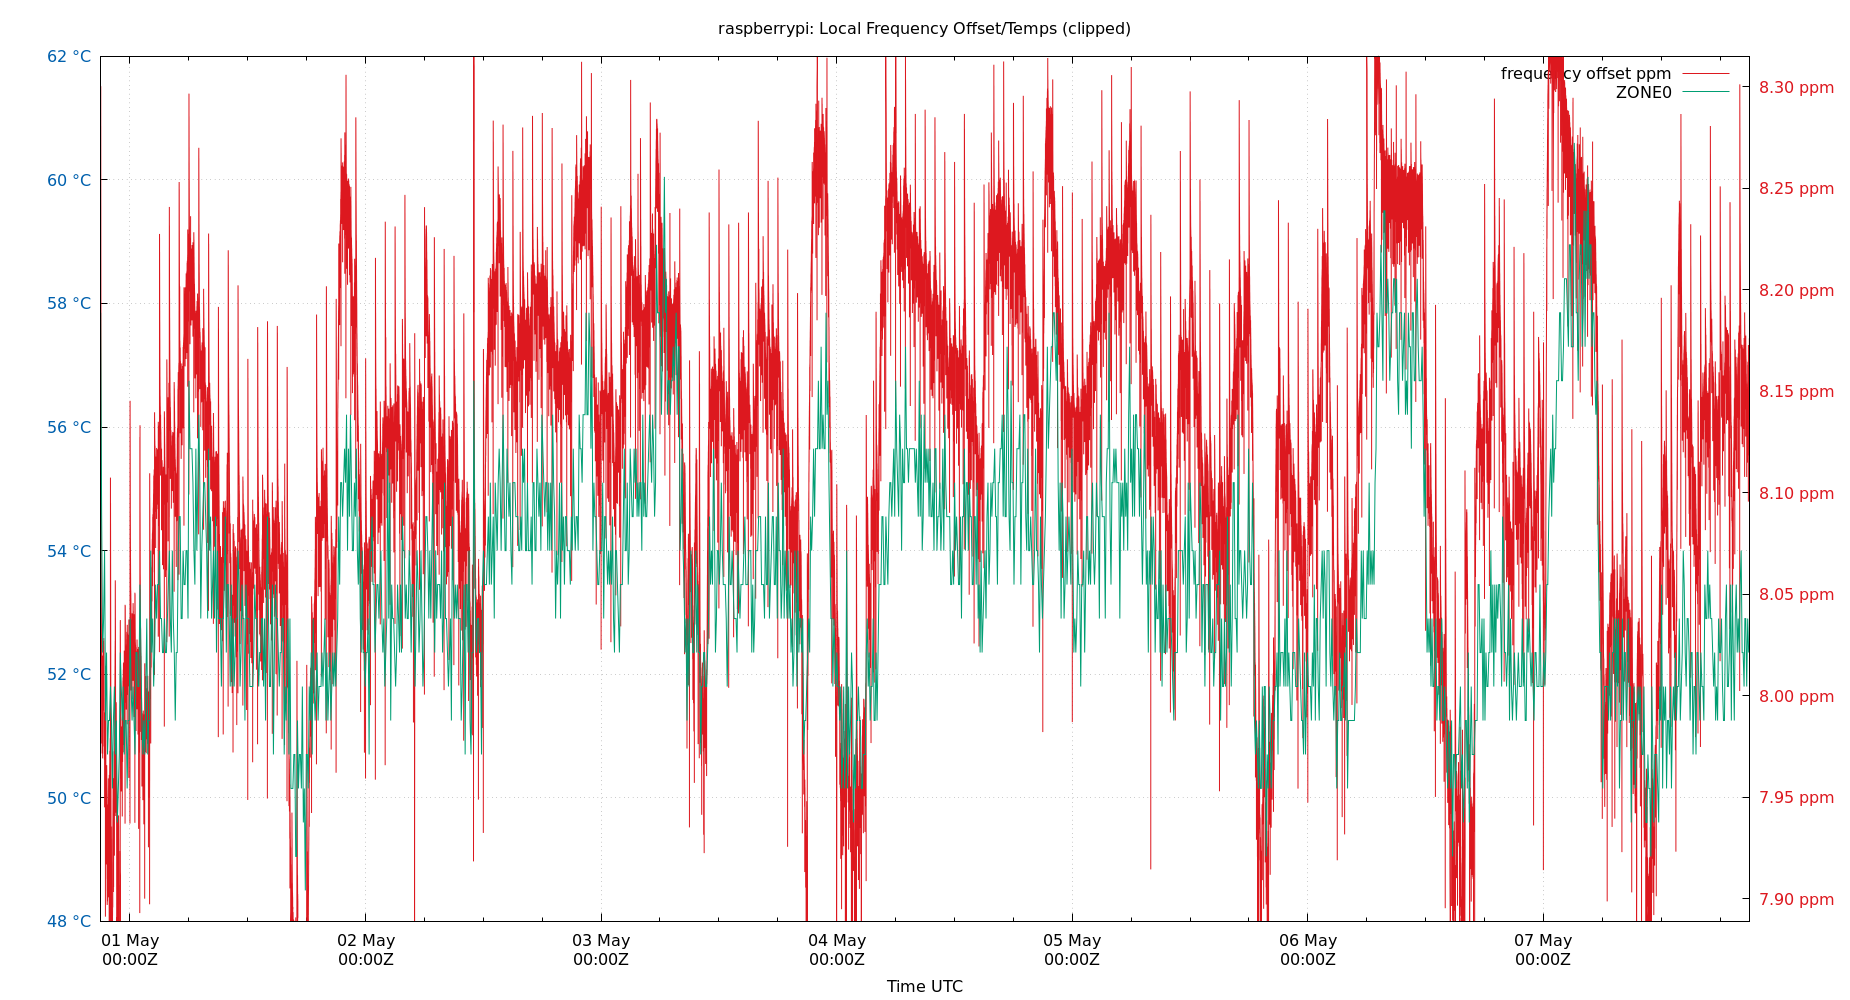 raspberrypi: Local Frequency Offset/Temps (clipped)
62 °C
60 °C
58 °C
56 °C
54 °C
52 °C
50 °C
48 °C
frequency offset ppm
ZONE0
8.30 ppm
8.25 ppm
8.20 ppm
8.15 ppm
8.10 ppm
8.05 ppm
8.00 ppm
7.95 ppm
7.90 ppm
01 May 02 May 03 May 04 May 05 May 06 May 07 May
00:00Z 00:00Z 00:00Z 00:00Z 00:00Z 00:00Z 00:00Z
Time UTC